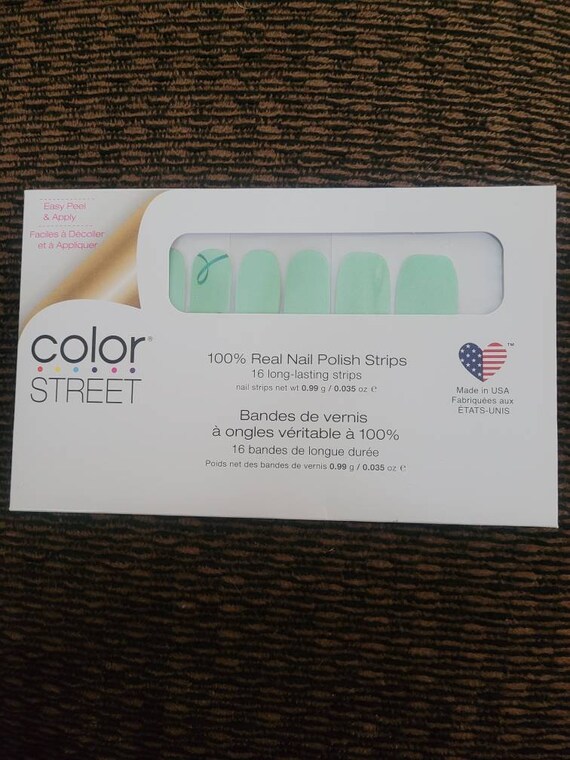 Easy Peel
& Apply
Faciles à Décoller
et à Appliquer
color®
STREET
100% Real Nail Polish Strips
16 long-lasting strips
nail strips net wt 0.99 g / 0.035 oz ℮
Bandes de vernis
à ongles véritable à 100%
16 bandes de longue durée
Poids net des bandes de vernis 0.99 g / 0.035 oz ℮
™
Made in USA
Fabriquées aux
ÉTATS-UNIS